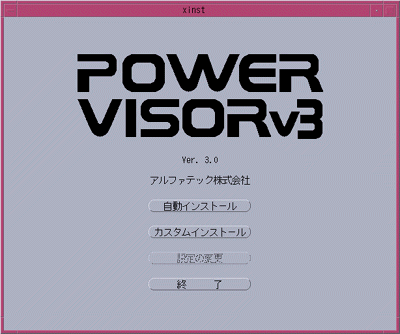 xinst
POWER
VISORv3
Ver. 3.0
アルファテック株式会社
自動インストール
カスタムインストール
設定の変更
終 了